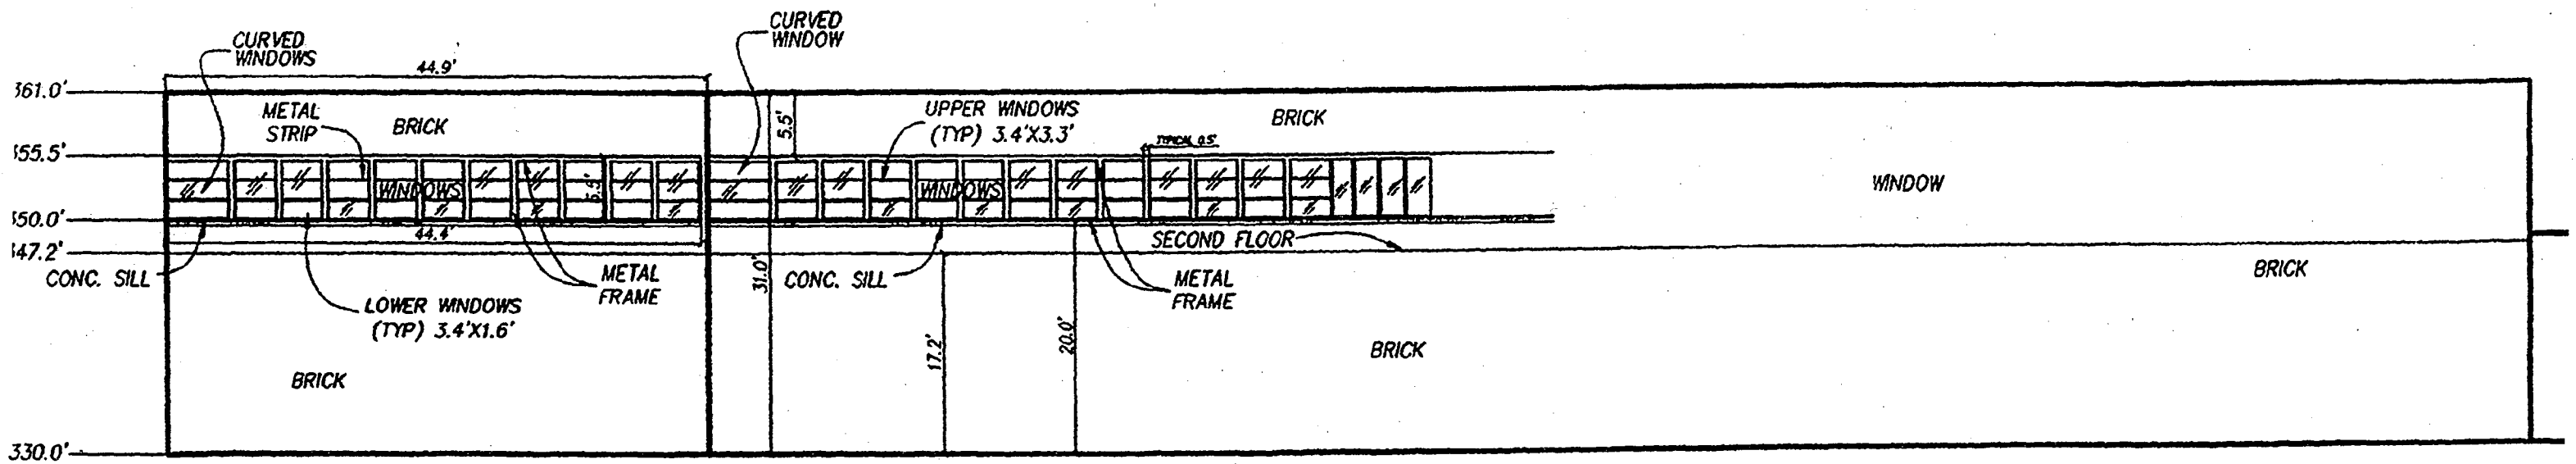 CURVED
WINDOWS
CURVED
WINDOW
44.9'
361.0'
METAL
STRIP
BRICK
5.5'
UPPER WINDOWS
(TYP) 3.4'X3.3'
BRICK
TYPICAL 0.5'
355.5'
WINDOWS
5.5'
WINDOWS
WINDOW
350.0'
44.4'
SECOND FLOOR
347.2'
CONC. SILL
METAL
FRAME
31.0'
CONC. SILL
METAL
FRAME
BRICK
LOWER WINDOWS
(TYP) 3.4'X1.6'
17.2'
20.0'
BRICK
BRICK
330.0'